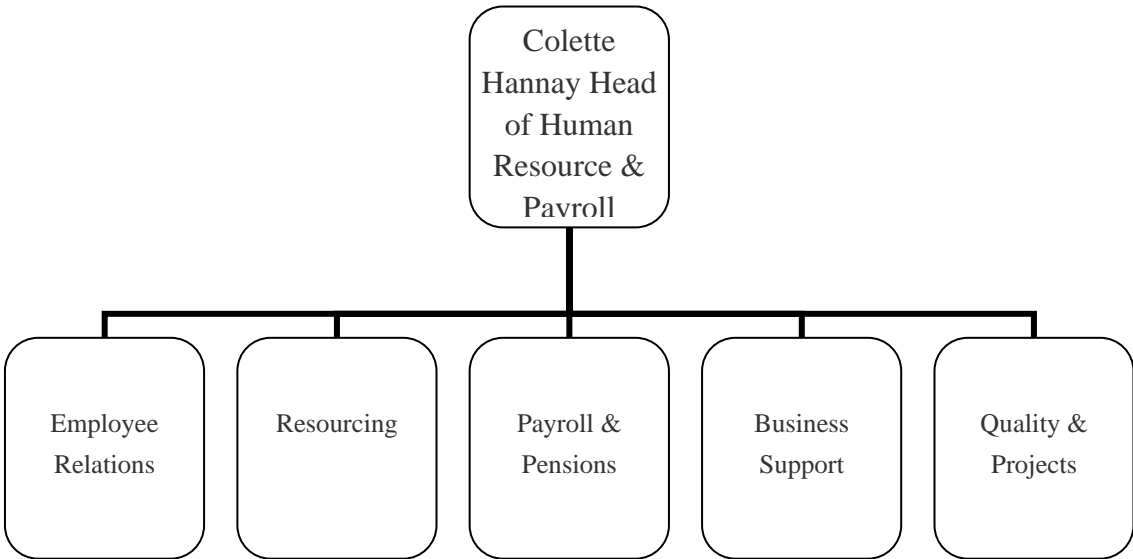 Colette
Hannay Head
of Human
Resource &
Payroll
Employee
Relations
Resourcing
Payroll &
Pensions
Business
Support
Quality &
Projects